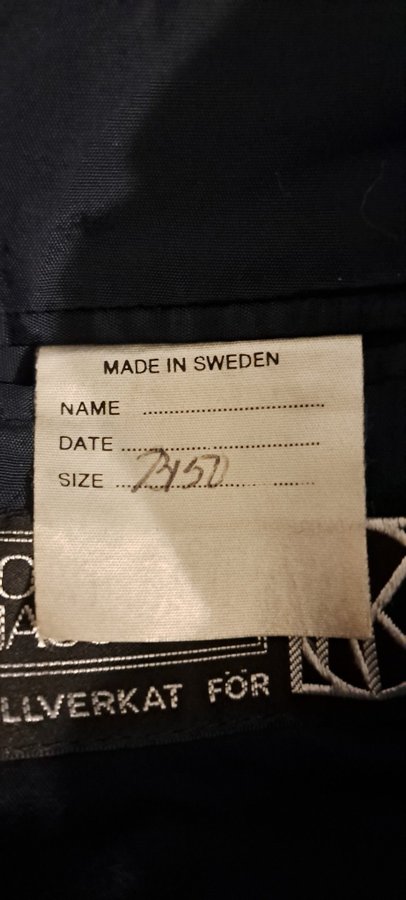 MADE IN SWEDEN
NAME
DATE
SIZE
LLVERKAT FÖR